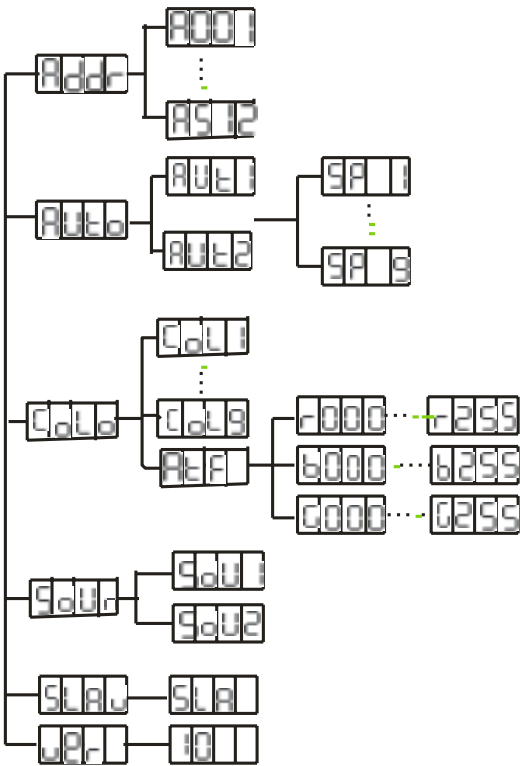 Addr
A001
A512
AUto
AUt1
AUt2
SP 1
SP 9
CoLo
CoL1
CoL9
AtF
r000
r255
b000
b255
G000
G255
SoUr
SoU1
SoU2
SLAv
SLA
ver
10